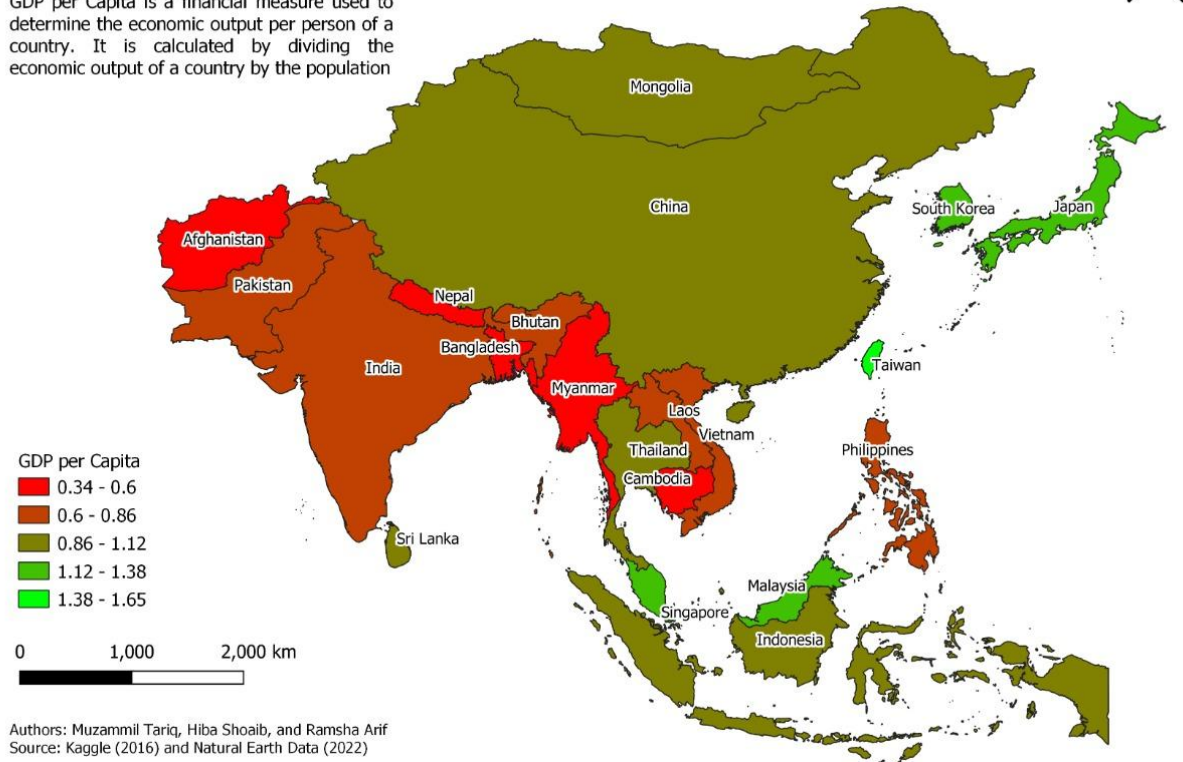 GDP per Capita is a financial measure used to
determine the economic output per person of a
country. It is calculated by dividing the
economic output of a country by the population
Mongolia
China
South Korea
Japan
Afghanistan
Pakistan
Nepal
Bhutan
Bangladesh
India
Myanmar
Taiwan
Laos
Vietnam
Thailand
Philippines
Cambodia
Sri Lanka
Malaysia
Singapore
Indonesia
GDP per Capita
0.34 - 0.6
0.6 - 0.86
0.86 - 1.12
1.12 - 1.38
1.38 - 1.65
0 1,000 2,000 km
Authors: Muzammil Tariq, Hiba Shoaib, and Ramsha Arif
Source: Kaggle (2016) and Natural Earth Data (2022)